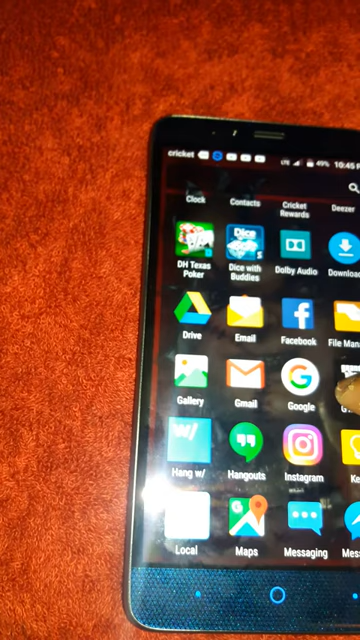 cricket LTE 49% 10:45
Clock Contacts Cricket Rewards Deezer
DH Texas Poker Dice with Buddies Dolby Audio Download
Drive Email Facebook File Man
Gallery Gmail Google
w/
Hang w/ Hangouts Instagram Ke
Local Maps Messaging Mes